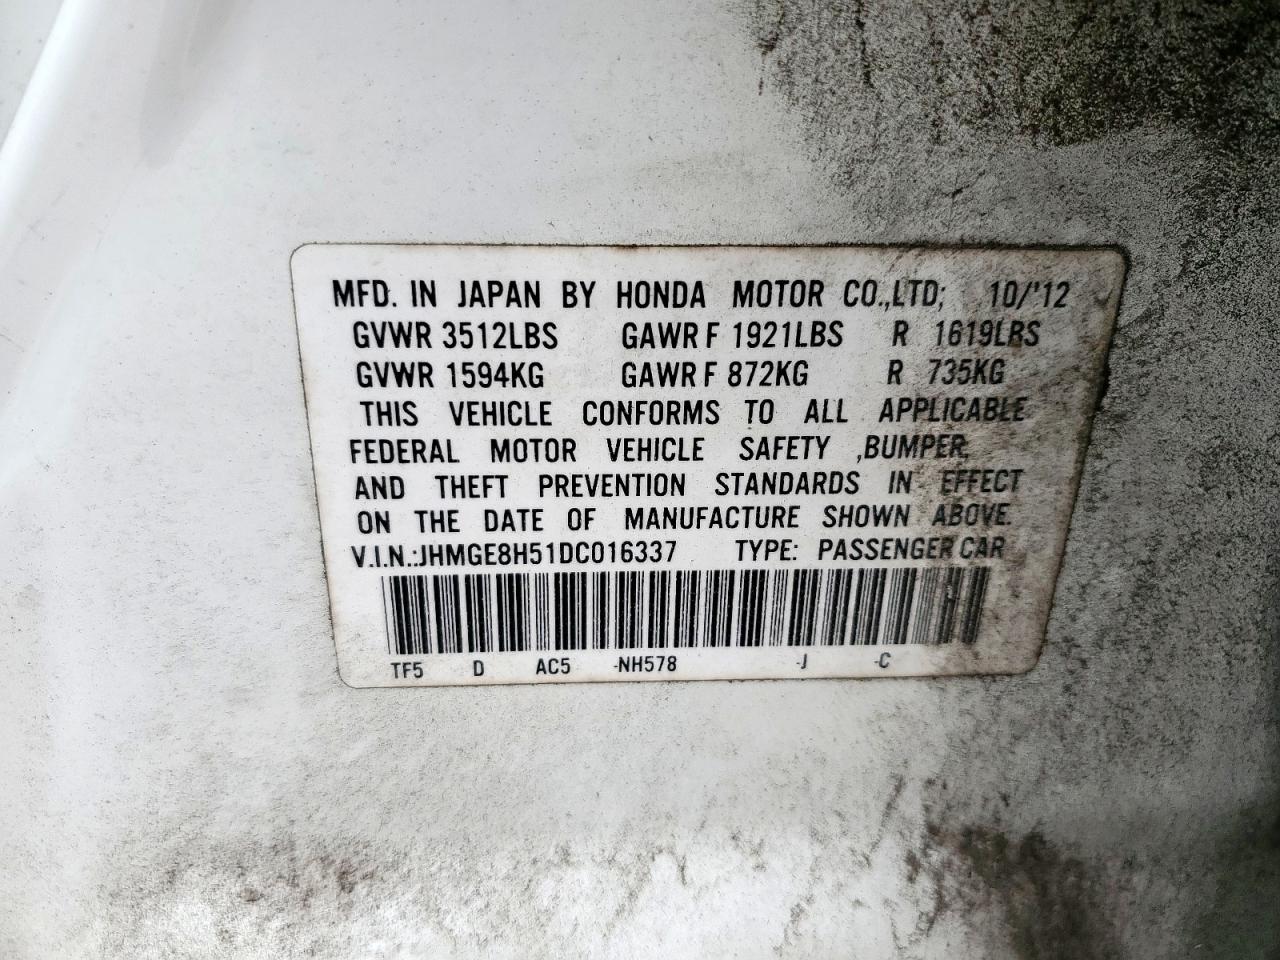 MFD. IN JAPAN BY HONDA MOTOR CO.,LTD; 10/'12
GVWR 3512LBS GAWR F 1921LBS R 1619LBS
GVWR 1594KG GAWR F 872KG R 735KG
THIS VEHICLE CONFORMS TO ALL APPLICABLE
FEDERAL MOTOR VEHICLE SAFETY ,BUMPER,
AND THEFT PREVENTION STANDARDS IN EFFECT
ON THE DATE OF MANUFACTURE SHOWN ABOVE.
V.I.N.:JHMGE8H51DC016337 TYPE: PASSENGER CAR
TF5 D AC5 -NH578 -J -C